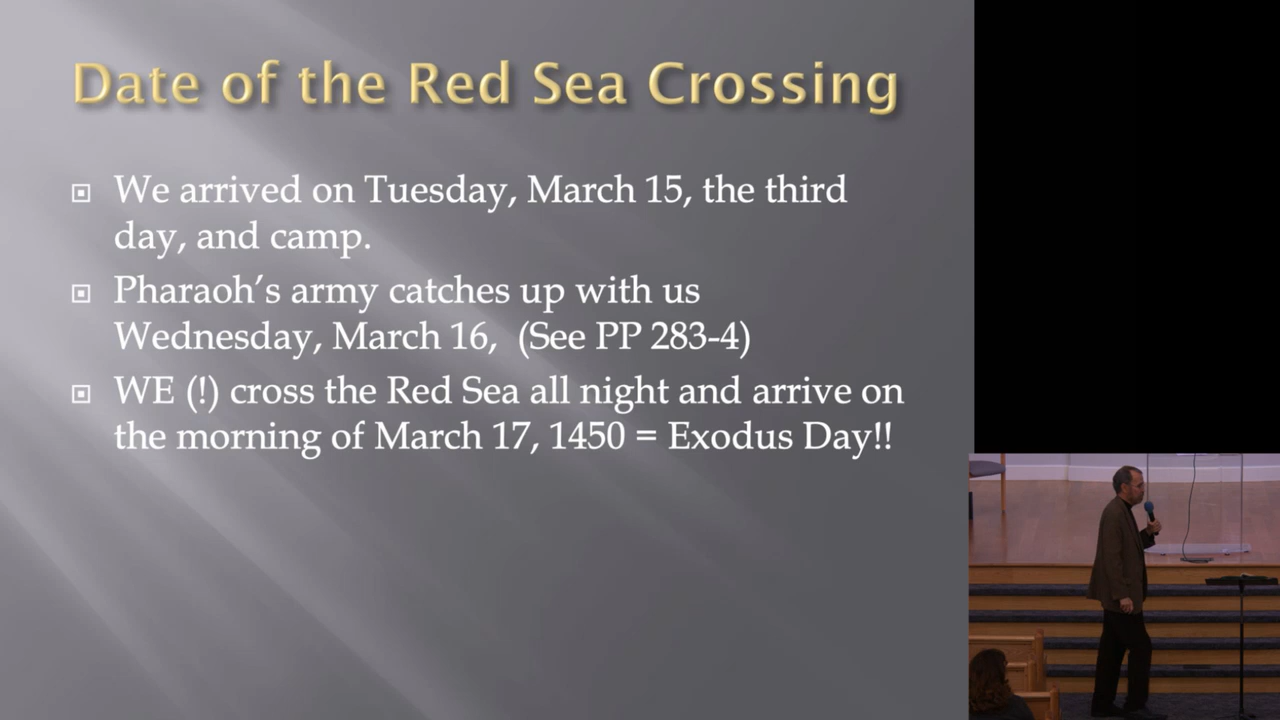 Date of the Red Sea Crossing
We arrived on Tuesday, March 15, the third
day, and camp.
Pharaoh’s army catches up with us
Wednesday, March 16,  (See PP 283-4)
WE (!) cross the Red Sea all night and arrive on
the morning of March 17, 1450 = Exodus Day!!